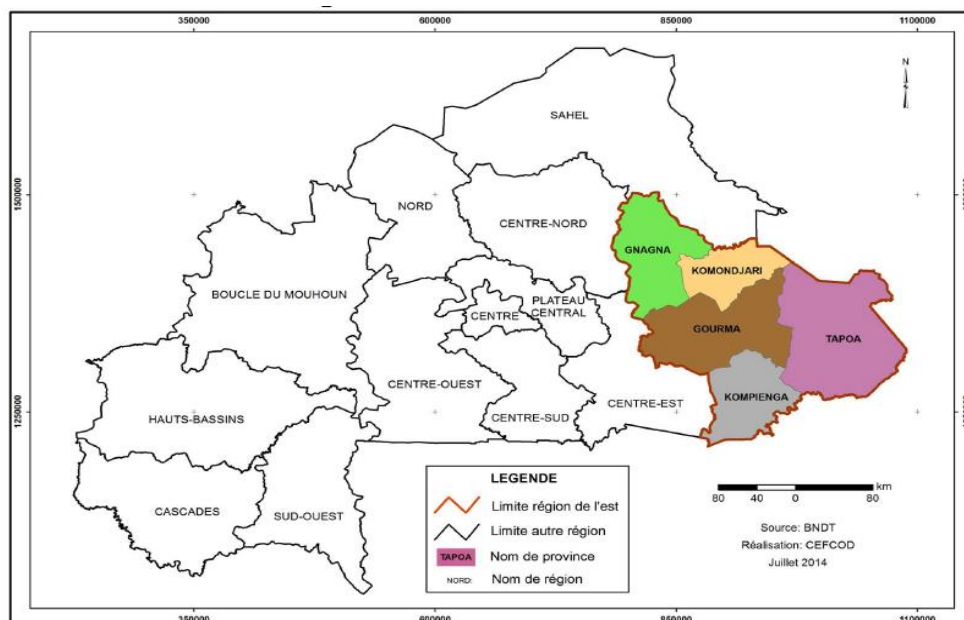 350000 600000 850000 1100000
N
SAHEL
1500000
NORD
CENTRE-NORD
GNAGNA
KOMONDJARI
BOUCLE DU MOUHOUN
PLATEAU
CENTRAL
CENTRE
GOURMA
TAPOA
CENTRE-OUEST
KOMPIENGA
HAUTS-BASSINS
CENTRE-SUD
CENTRE-EST
1250000
CASCADES
SUD-OUEST
LEGENDE
Limite région de l'est
Limite autre région
TAPOA Nom de province
NORD: Nom de région
km
80 40 0 80
Source: BNDT
Réalisation: CEFCOD
Juillet 2014
600000 850000 1100000